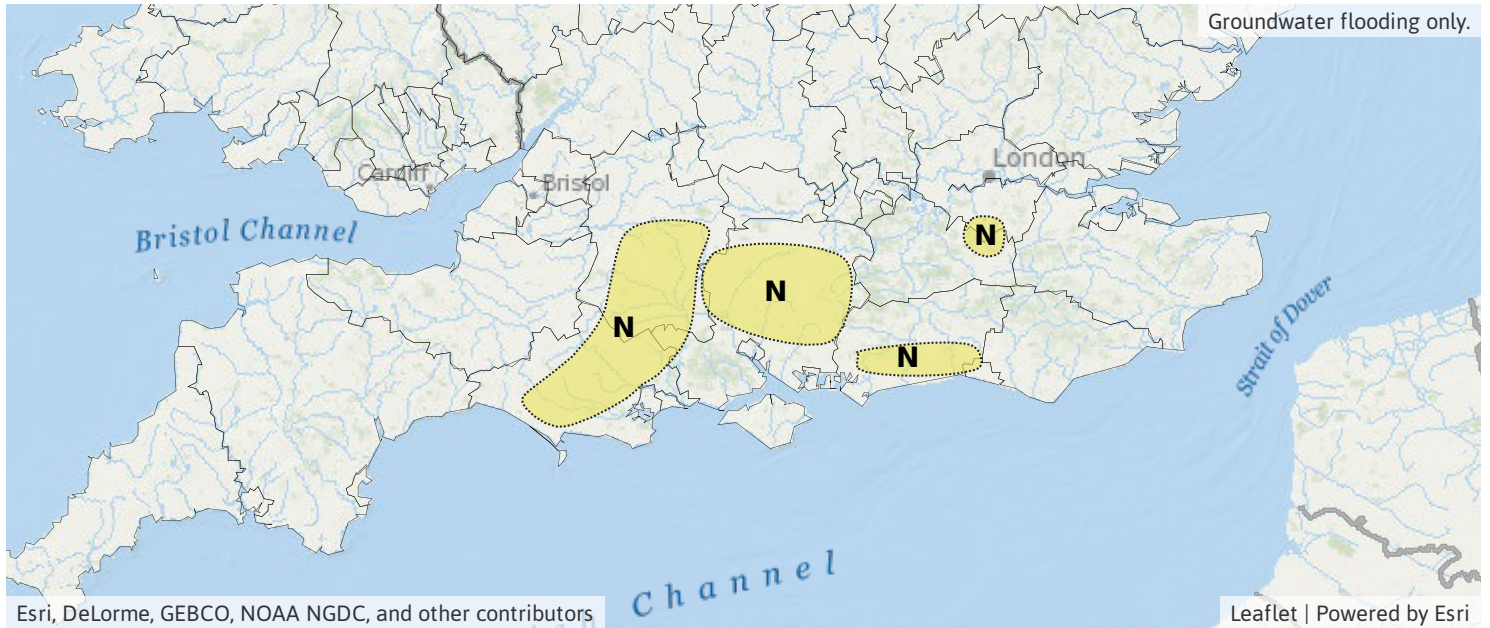 Groundwater flooding only.
London
Cardiff
Bristol
Bristol Channel
N
N
N
N
Strait of Dover
Channel
Esri, DeLorme, GEBCO, NOAA NGDC, and other contributors
Leaflet | Powered by Esri